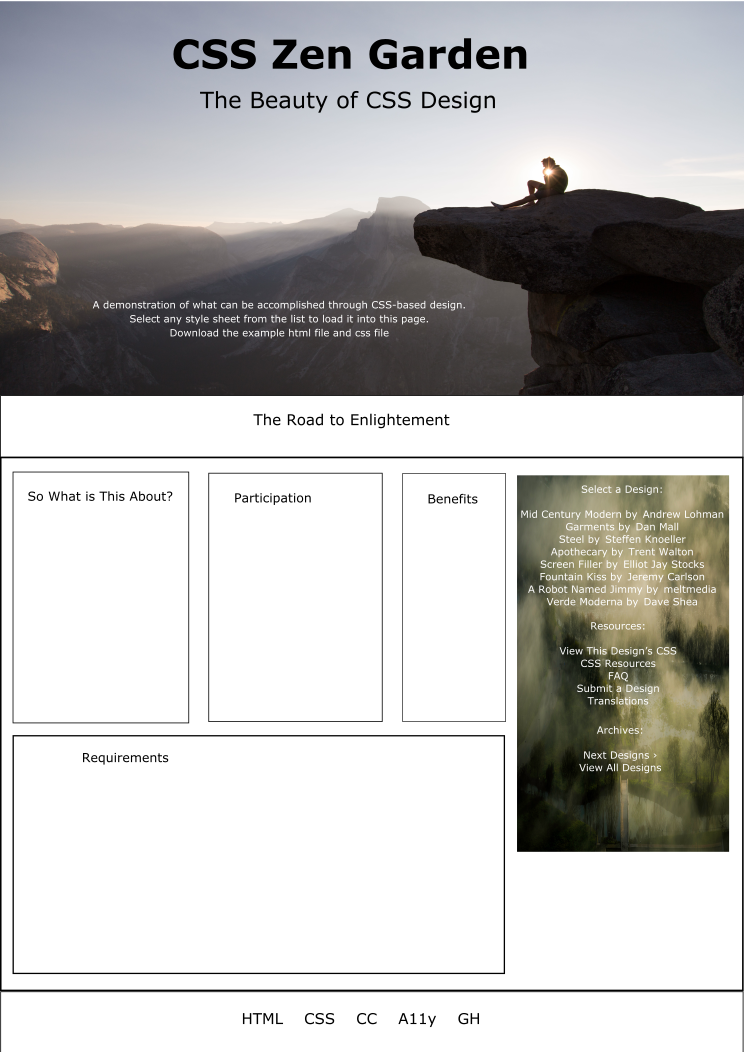 CSS Zen Garden
The Beauty of CSS Design
A demonstration of what can be accomplished through CSS-based design.
Select any style sheet from the list to load it into this page.
Download the example html file and css file
The Road to Enlightement
So What is This About?
Participation
Benefits
Select a Design:
Mid Century Modern by Andrew Lohman
Garments by Dan Mall
Steel by Steffen Knoeller
Apothecary by Trent Walton
Screen Filler by Elliot Jay Stocks
Fountain Kiss by Jeremy Carlson
A Robot Named Jimmy by meltmedia
Verde Moderna by Dave Shea
Resources:
View This Design’s CSS
CSS Resources
FAQ
Submit a Design
Translations
Archives:
Next Designs ›
View All Designs
Requirements
HTML CSS CC A11y GH